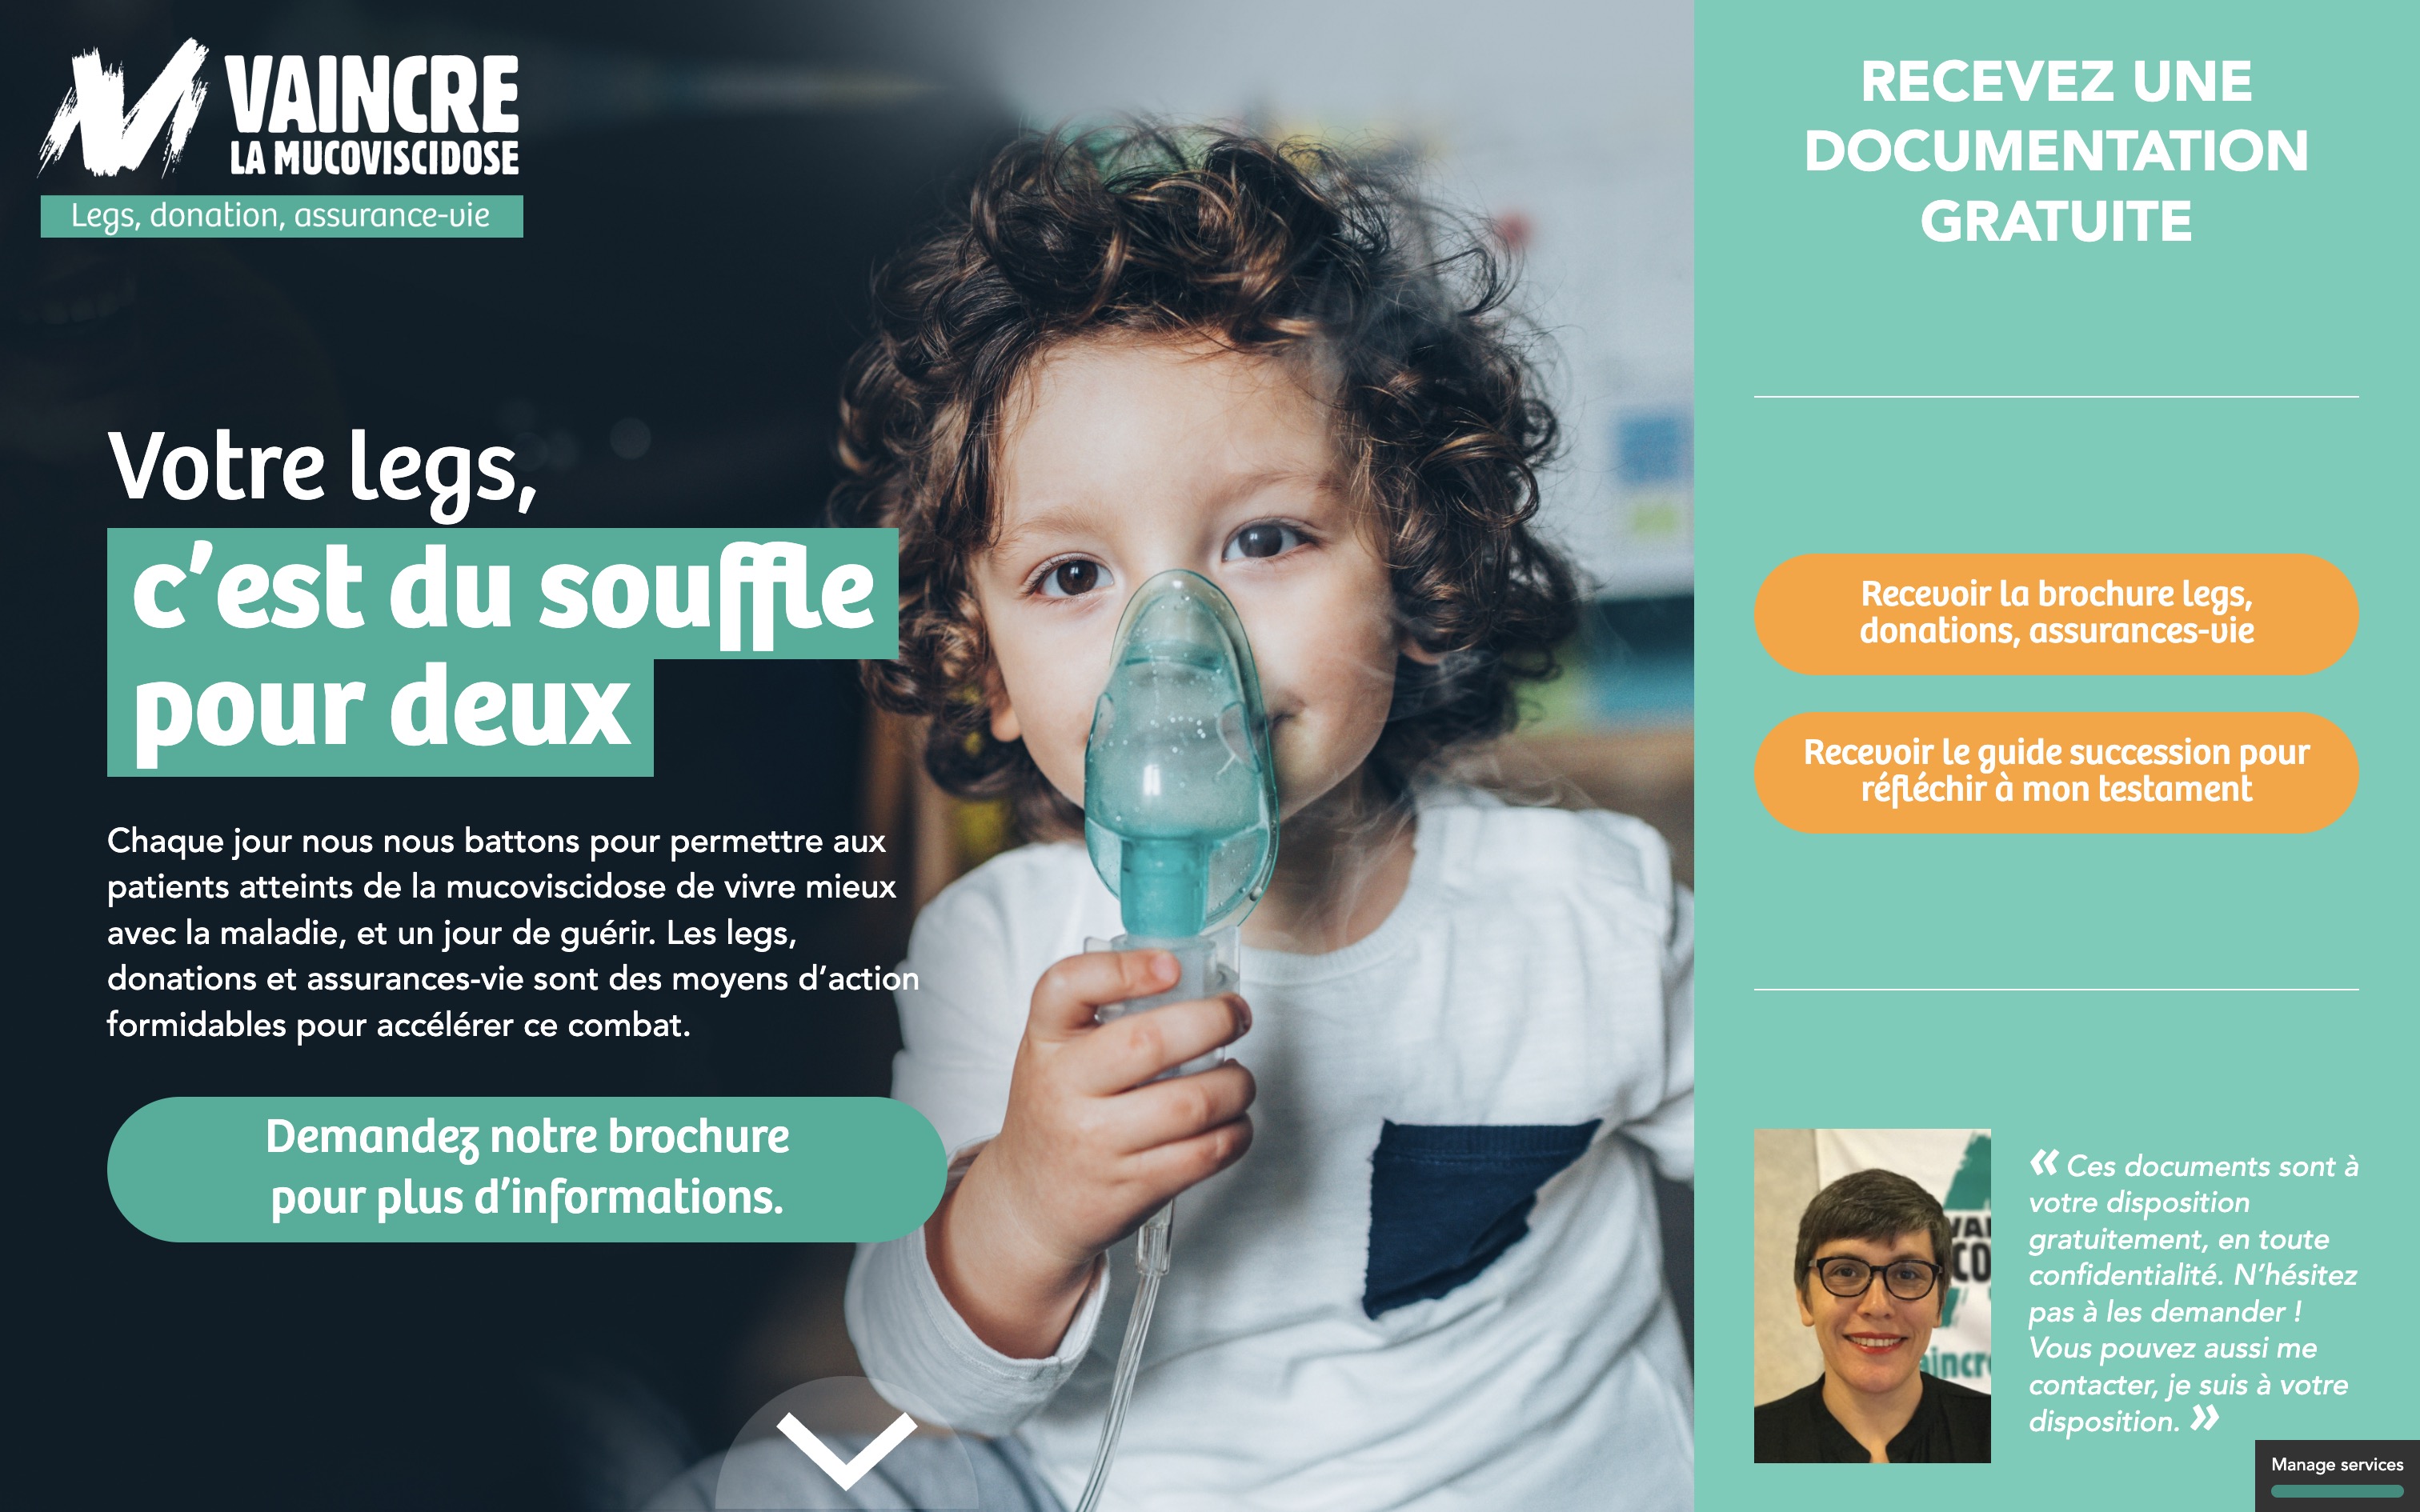 VAINCRE
LA MUCOVISCIDOSE
Legs, donation, assurance-vie
Votre legs,
c’est du souffle
pour deux
Chaque jour nous nous battons pour permettre aux
patients atteints de la mucoviscidose de vivre mieux
avec la maladie, et un jour de guérir. Les legs,
donations et assurances-vie sont des moyens d’action
formidables pour accélérer ce combat.
Demandez notre brochure
pour plus d’informations.
RECEVEZ UNE
DOCUMENTATION
GRATUITE
Recevoir la brochure legs,
donations, assurances-vie
Recevoir le guide succession pour
réfléchir à mon testament
« Ces documents sont à
votre disposition
gratuitement, en toute
confidentialité. N’hésitez
pas à les demander !
Vous pouvez aussi me
contacter, je suis à votre
disposition. »
Manage services